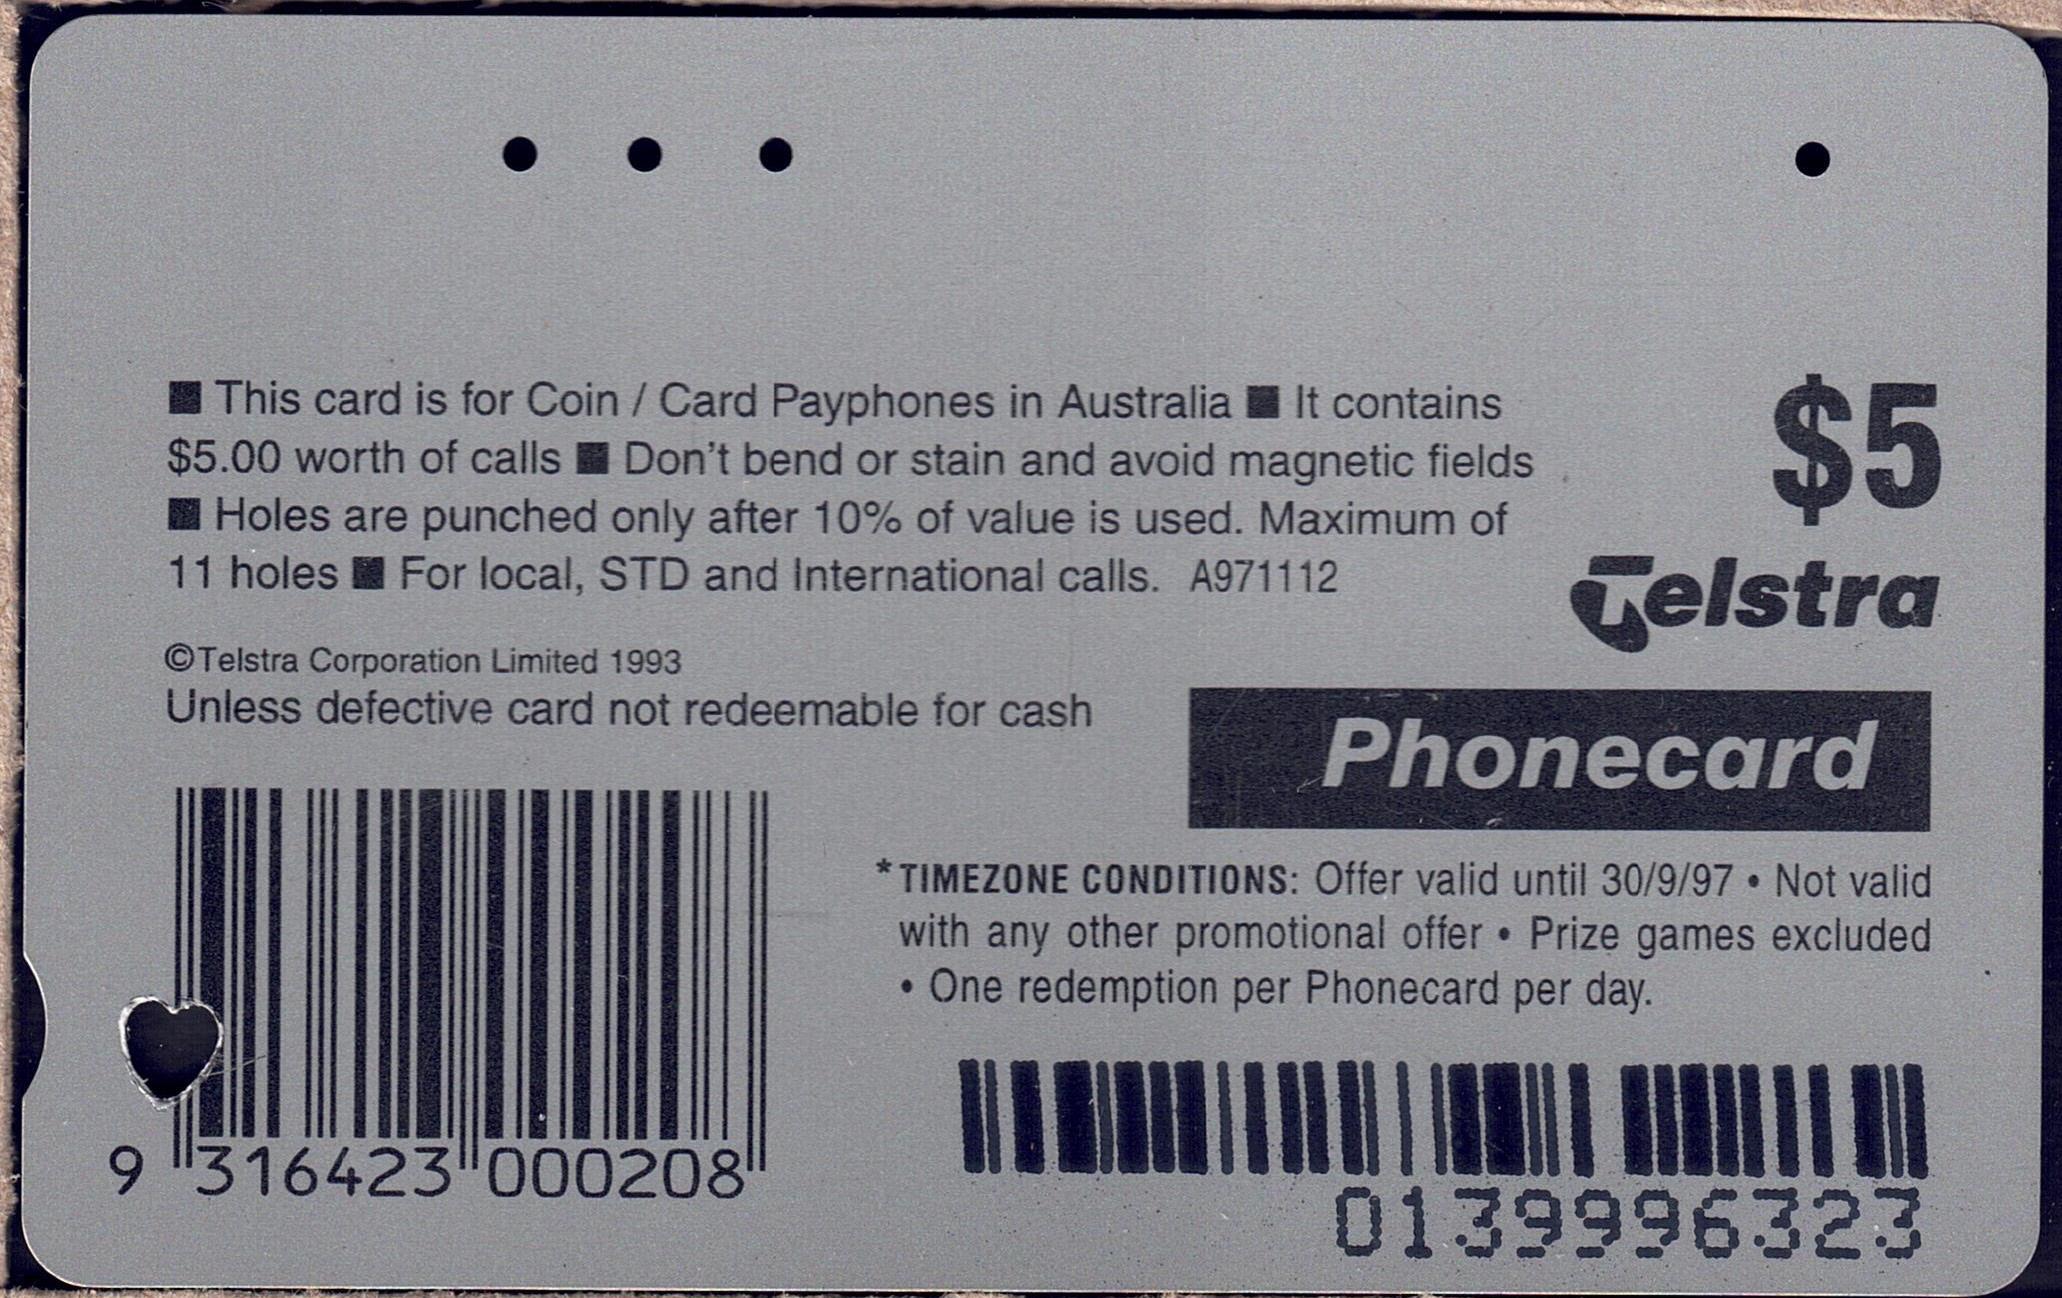 ■ This card is for Coin / Card Payphones in Australia ■ It contains
$5.00 worth of calls ■ Don't bend or stain and avoid magnetic fields
■ Holes are punched only after 10% of value is used. Maximum of
11 holes ■ For local, STD and International calls. A971112
$5
Telstra
©Telstra Corporation Limited 1993
Unless defective card not redeemable for cash
Phonecard
*TIMEZONE CONDITIONS: Offer valid until 30/9/97 • Not valid
with any other promotional offer • Prize games excluded
• One redemption per Phonecard per day.
9 316423 000208
0139996323